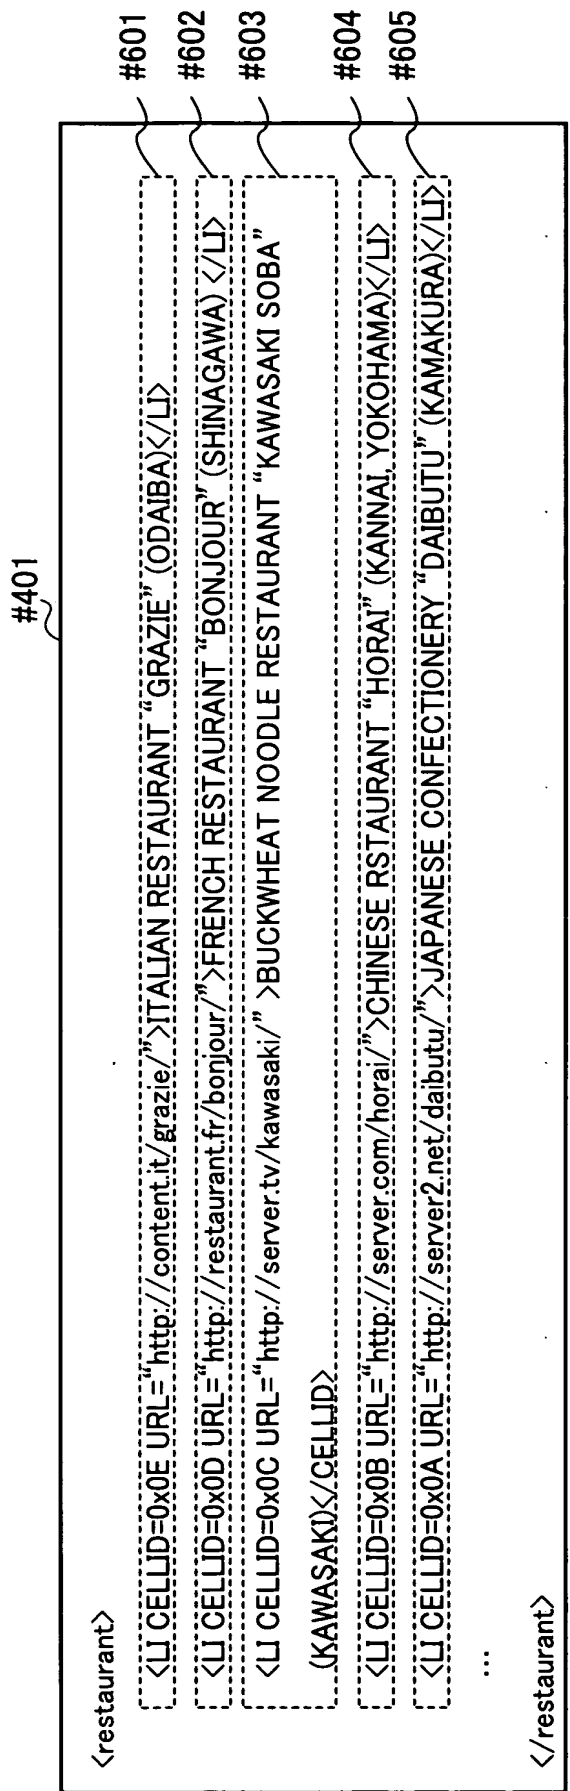 #401
<restaurant>
<LI CELLID=0x0E URL=“http://content.it/grazie/”>ITALIAN RESTAURANT “GRAZIE” (ODAIBA)</LI>
#601
<LI CELLID=0x0D URL=“http://restaurant.fr/bonjour/”>FRENCH RESTAURANT “BONJOUR” (SHINAGAWA) </LI>
#602
<LI CELLID=0x0C URL=“http://server.tv/kawasaki/” >BUCKWHEAT NOODLE RESTAURANT “KAWASAKI SOBA”
#603
(KAWASAKI)</CELLID>
<LI CELLID=0x0B URL=“http://server.com/horai/”>CHINESE RSTAURANT “HORAI” (KANNAI, YOKOHAMA)</LI>
#604
<LI CELLID=0x0A URL=“http://server2.net/daibutu/”>JAPANESE CONFECTIONERY “DAIBUTU” (KAMAKURA)</LI>
#605
...
</restaurant>